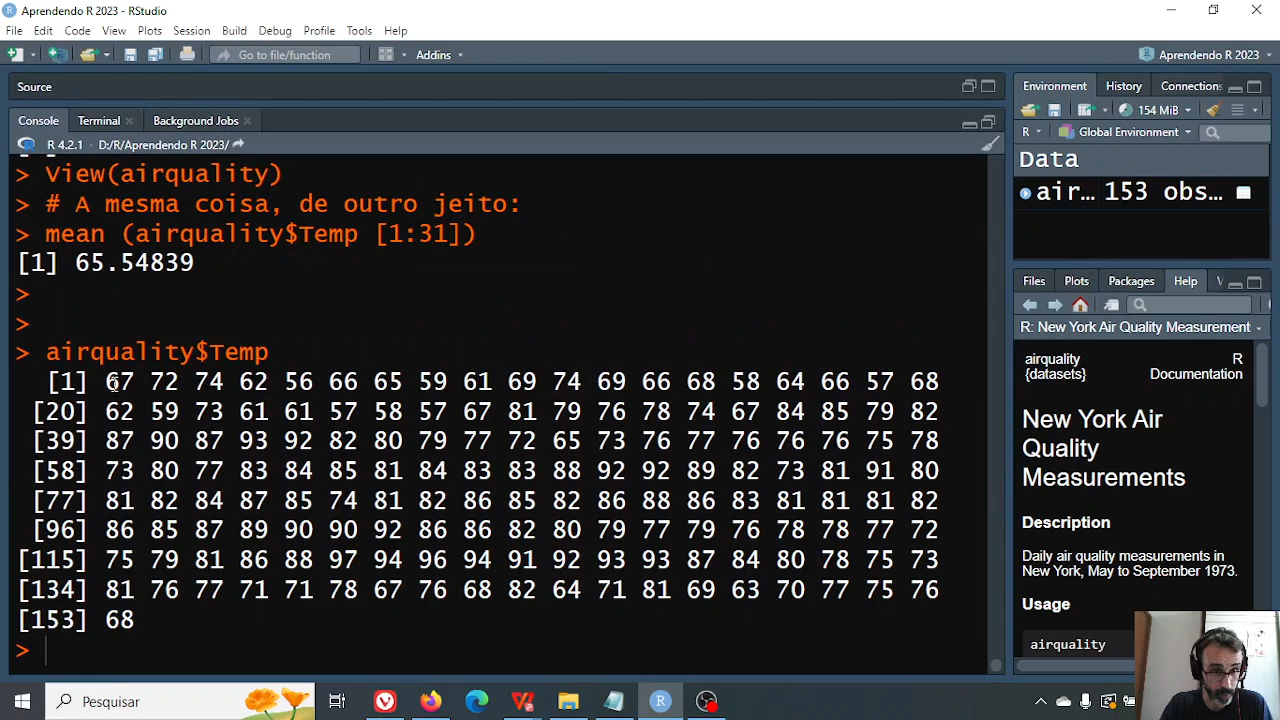 Aprendendo R 2023 - RStudio
File Edit Code View Plots Session Build Debug Profile Tools Help
Go to file/function Addins Aprendendo R 2023
Source
Console Terminal Background Jobs
R 4.2.1 · D:/R/Aprendendo R 2023/
> View(airquality)
> # A mesma coisa, de outro jeito:
> mean (airquality$Temp [1:31])
[1] 65.54839
>
>
> airquality$Temp
[1] 67 72 74 62 56 66 65 59 61 69 74 69 66 68 58 64 66 57 68
[20] 62 59 73 61 61 57 58 57 67 81 79 76 78 74 67 84 85 79 82
[39] 87 90 87 93 92 82 80 79 77 72 65 73 76 77 76 76 76 75 78
[58] 73 80 77 83 84 85 81 84 83 83 88 92 92 89 82 73 81 91 80
[77] 81 82 84 87 85 74 81 82 86 85 82 86 88 86 83 81 81 81 82
[96] 86 85 87 89 90 90 92 86 86 82 80 79 77 79 76 78 78 77 72
[115] 75 79 81 86 88 97 94 96 94 91 92 93 93 87 84 80 78 75 73
[134] 81 76 77 71 71 78 67 76 68 82 64 71 81 69 63 70 77 75 76
[153] 68
>
Environment History Connections
154 MiB
R Global Environment
Data
air... 153 obs...
Files Plots Packages Help
R: New York Air Quality Measurement
airquality R
{datasets} Documentation
New York Air
Quality
Measurements
Description
Daily air quality measurements in
New York, May to September 1973.
Usage
airquality
Pesquisar